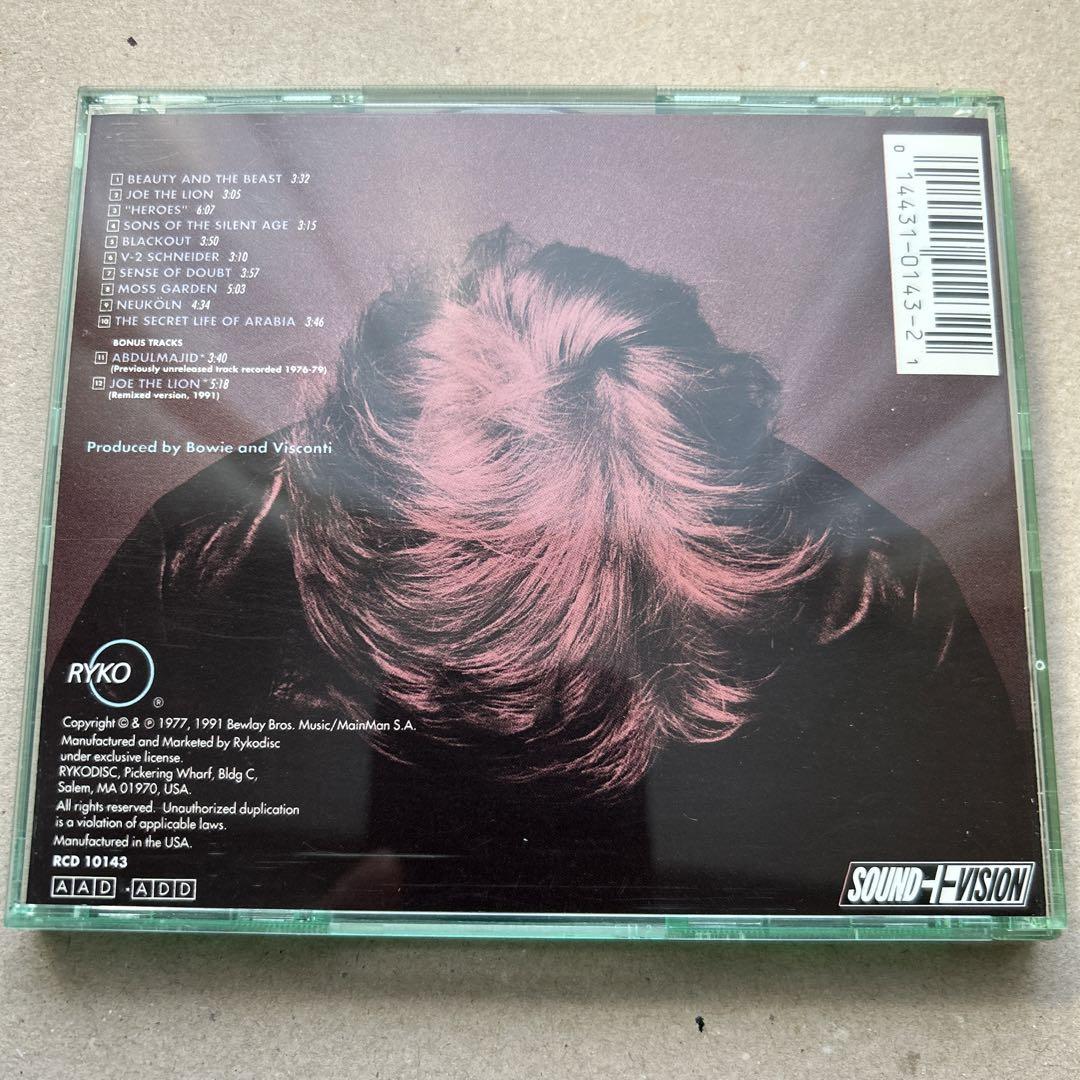 1 BEAUTY AND THE BEAST 3:32
2 JOE THE LION 3:05
3 "HEROES" 6:07
4 SONS OF THE SILENT AGE 3:15
5 BLACKOUT 3:50
6 V-2 SCHNEIDER 3:10
7 SENSE OF DOUBT 3:57
8 MOSS GARDEN 5:03
9 NEUKÖLN 4:34
10 THE SECRET LIFE OF ARABIA 3:46
BONUS TRACKS
11 ABDULMAJID* 3:40
(Previously unreleased track recorded 1976-79)
12 JOE THE LION* 5:18
(Remixed version, 1991)
Produced by Bowie and Visconti
0 14431-0143-2 1
RYKO
®
Copyright © & ℗ 1977, 1991 Bewlay Bros. Music/MainMan S.A.
Manufactured and Marketed by Rykodisc
under exclusive license.
RYKODISC, Pickering Wharf, Bldg C,
Salem, MA 01970, USA.
All rights reserved. Unauthorized duplication
is a violation of applicable laws.
Manufactured in the USA.
RCD 10143
AAD *ADD
SOUND+VISION